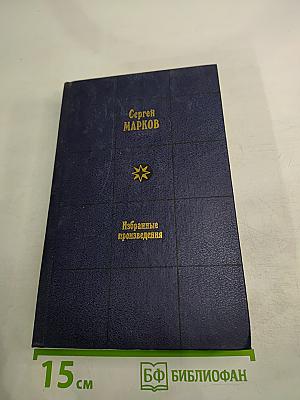 Сергей
МАРКОВ
Избранные
произведения
15 см
БФ БИБЛИОФАН